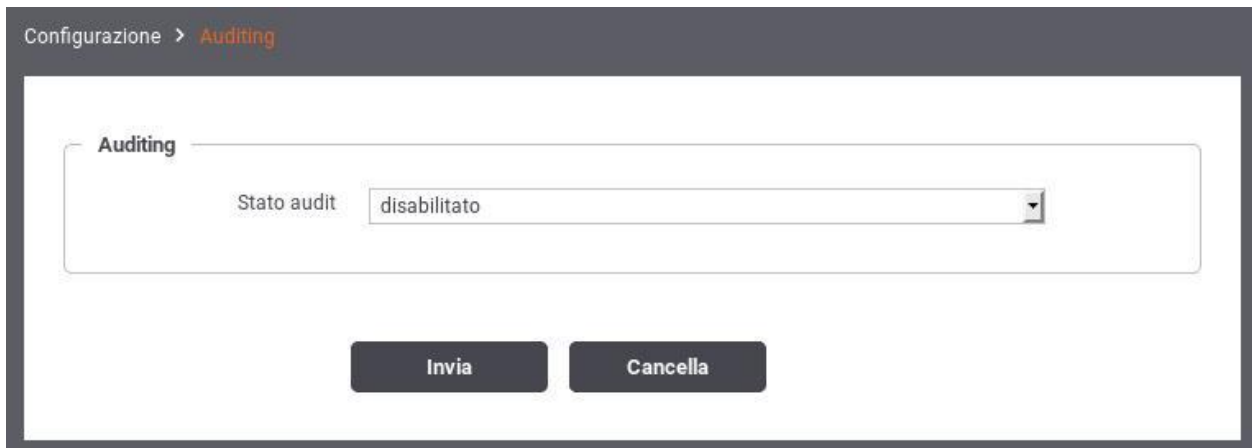 Configurazione > Auditing
Auditing
Stato audit disabilitato
Invia Cancella